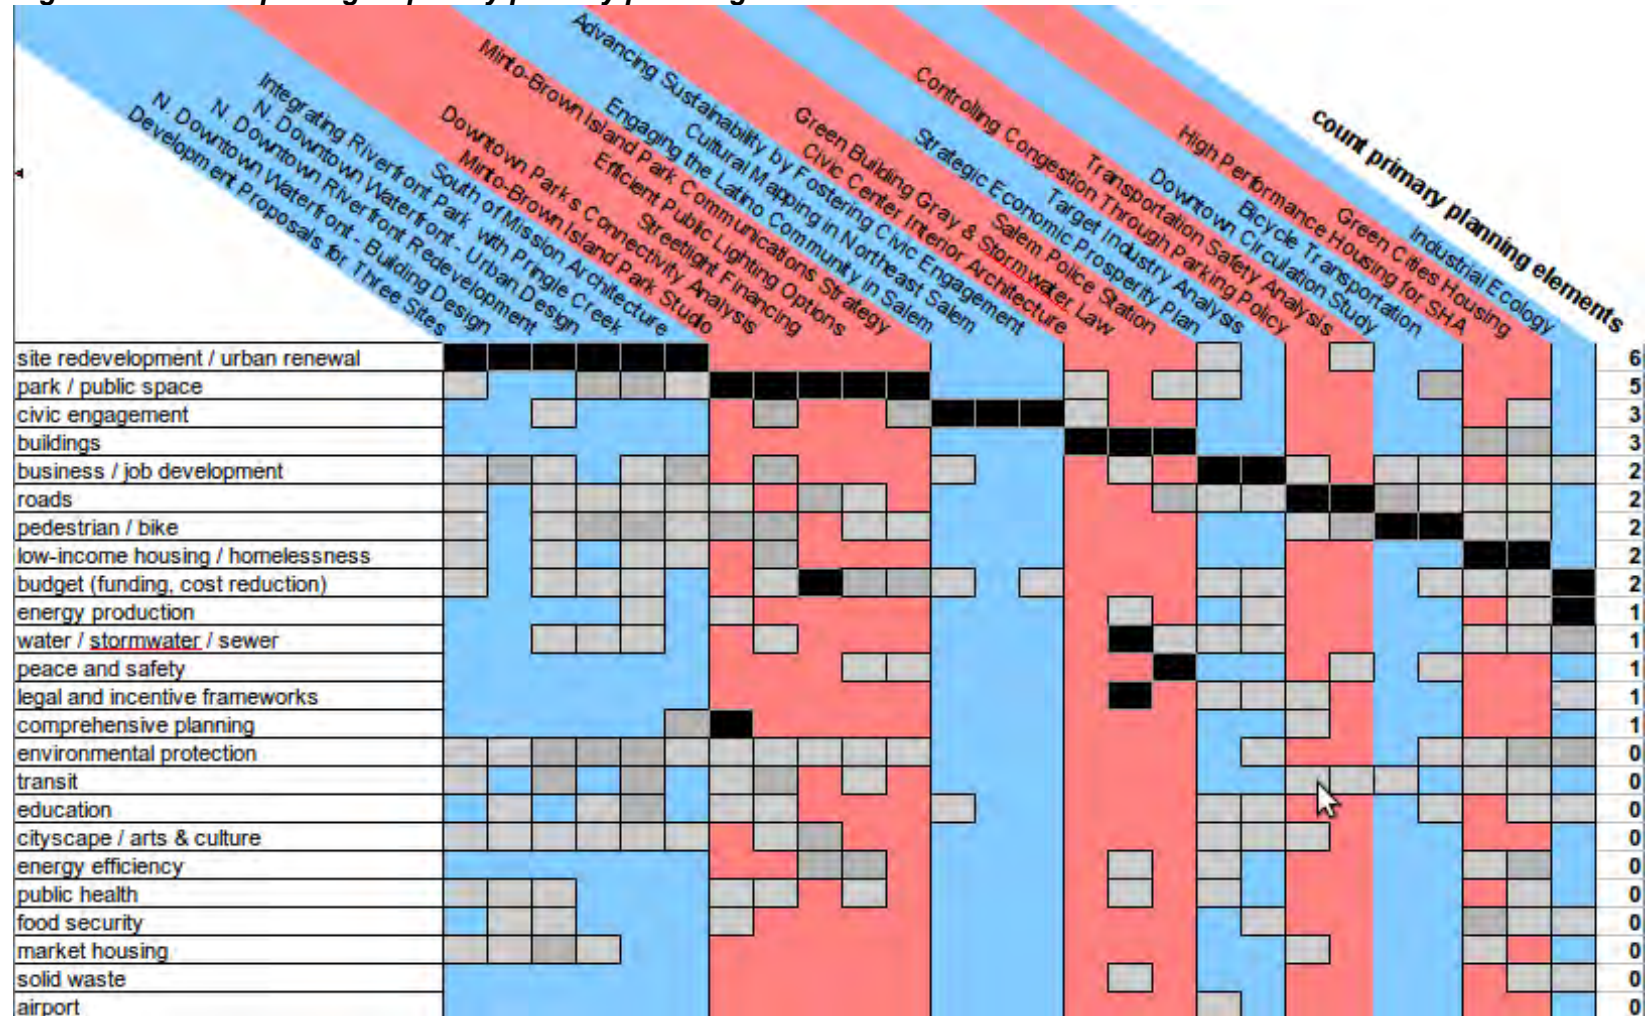 Development Proposals for Three Sites
N. Downtown Waterfront - Building Design
N. Downtown Riverfront Redevelopment
N. Downtown Waterfront - Urban Design
Integrating Riverfront Park with Pringle Creek
South of Mission Architecture
Minto-Brown Island Park Studio
Downtown Parks Connectivity Analysis
Streetlight Financing
Efficient Public Lighting Options
Minto-Brown Island Park Communications Strategy
Engaging the Latino Community in Salem
Cultural Mapping in Northeast Salem
Advancing Sustainability by Fostering Civic Engagement
Civic Center Interior Architecture
Green Building Gray & Stormwater, Law
Salem Police Station
Strategic Economic Prosperity Plan
Target Industry Analysis
Controlling Congestion Through Parking Policy
Transportation Safety Analysis
Downtown Circulation Study
Bicycle Transportation
High Performance Housing for SHA
Green Cities Housing
Industrial Ecology
count primary planning elements
site redevelopment / urban renewal 6
park / public space 5
civic engagement 3
buildings 3
business / job development 2
roads 2
pedestrian / bike 2
low-income housing / homelessness 2
budget (funding, cost reduction) 2
energy production 1
water / stormwater / sewer 1
peace and safety 1
legal and incentive frameworks 1
comprehensive planning 1
environmental protection 0
transit 0
education 0
cityscape / arts & culture 0
energy efficiency 0
public health 0
food security 0
market housing 0
solid waste 0
airport 0